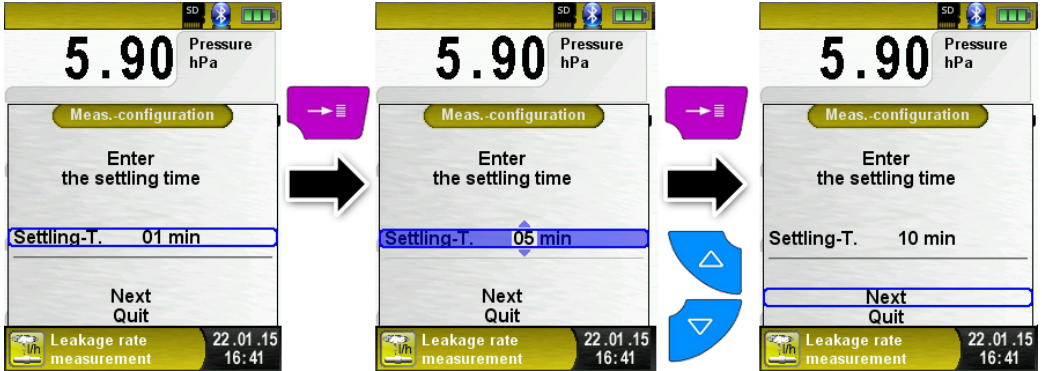 SD
5.90 Pressure
hPa
Meas.-configuration
Enter
the settling time
Settling-T. 01 min
Next
Quit
l/h Leakage rate
measurement
22.01.15
16:41
SD
5.90 Pressure
hPa
Meas.-configuration
Enter
the settling time
Settling-T. 05 min
Next
Quit
l/h Leakage rate
measurement
22.01.15
16:41
SD
5.90 Pressure
hPa
Meas.-configuration
Enter
the settling time
Settling-T. 10 min
Next
Quit
l/h Leakage rate
measurement
22.01.15
16:41